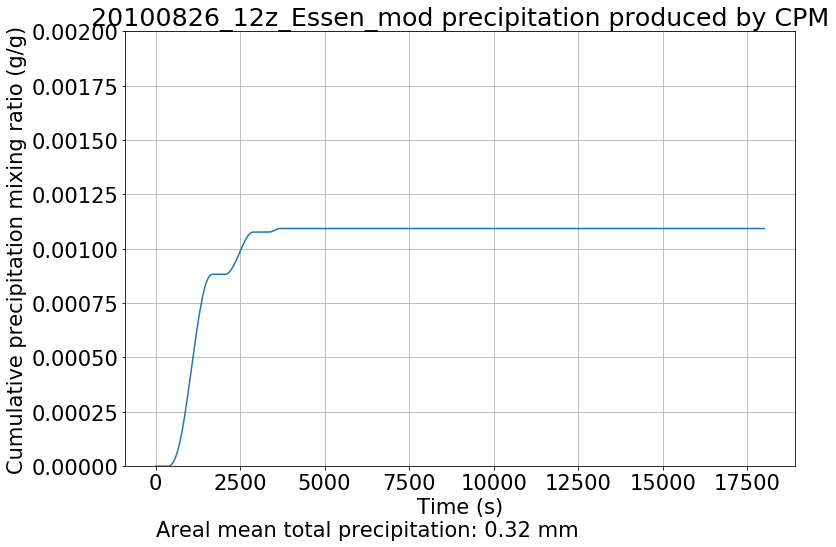 20100826_12z_Essen_mod precipitation produced by CPM
Cumulative precipitation mixing ratio (g/g)
0.00200
0.00175
0.00150
0.00125
0.00100
0.00075
0.00050
0.00025
0.00000
0 2500 5000 7500 10000 12500 15000 17500
Time (s)
Areal mean total precipitation: 0.32 mm